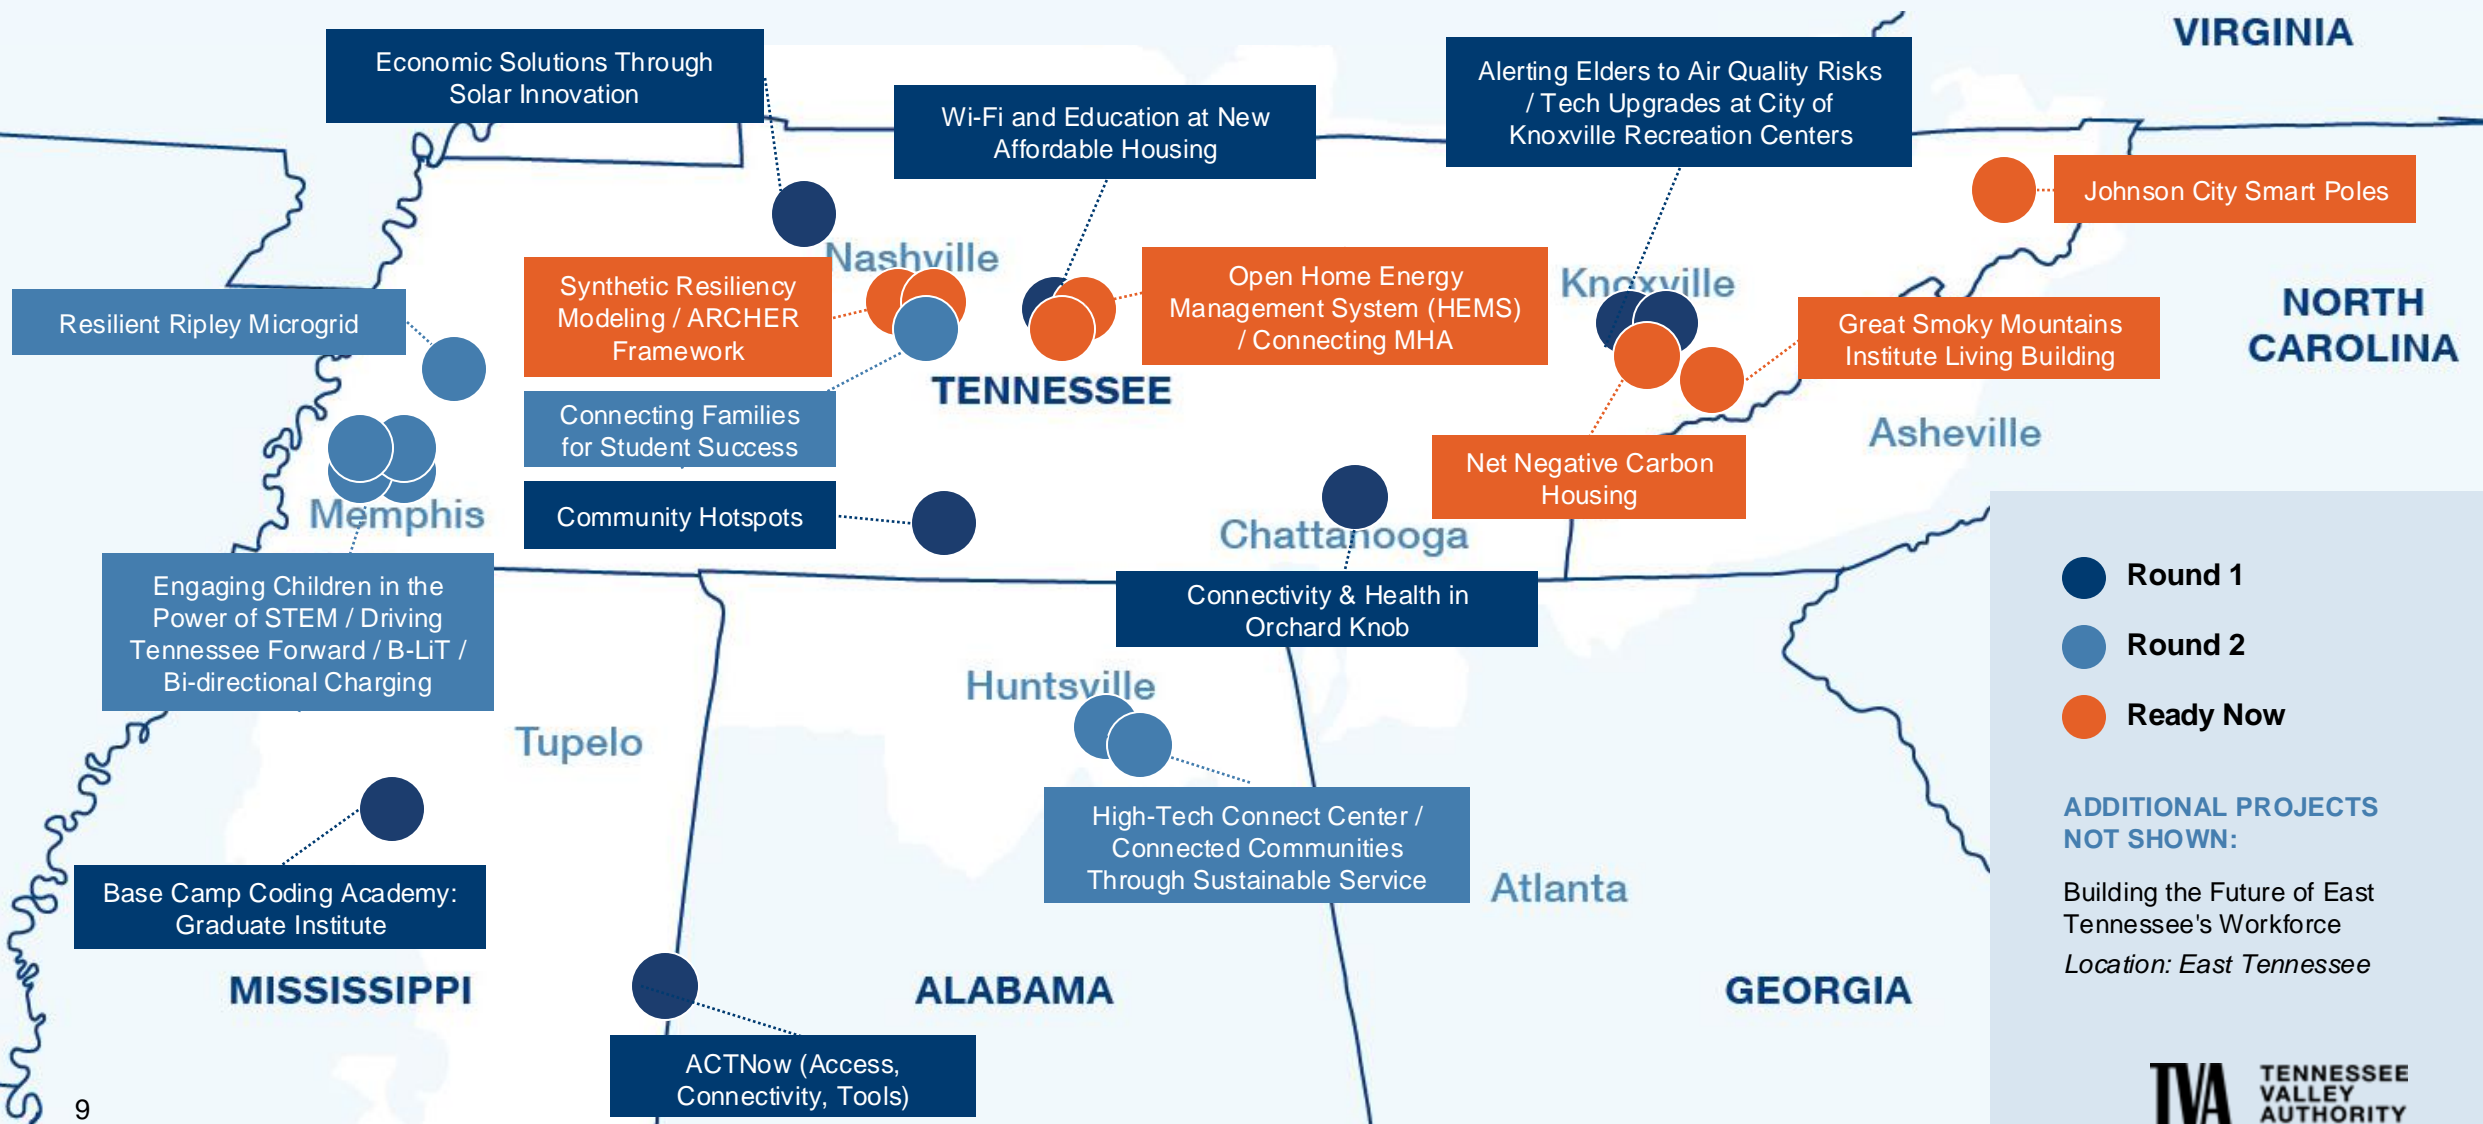 VIRGINIA
Economic Solutions Through
Solar Innovation
Wi-Fi and Education at New
Affordable Housing
Alerting Elders to Air Quality Risks
/ Tech Upgrades at City of
Knoxville Recreation Centers
Johnson City Smart Poles
Nashville
Synthetic Resiliency
Modeling / ARCHER
Framework
Open Home Energy
Management System (HEMS)
/ Connecting MHA
Knoxville
Great Smoky Mountains
Institute Living Building
NORTH
CAROLINA
Resilient Ripley Microgrid
TENNESSEE
Connecting Families
for Student Success
Asheville
Net Negative Carbon
Housing
Memphis
Community Hotspots
Chattanooga
Engaging Children in the
Power of STEM / Driving
Tennessee Forward / B-LiT /
Bi-directional Charging
Connectivity & Health in
Orchard Knob
Huntsville
Tupelo
High-Tech Connect Center /
Connected Communities
Through Sustainable Service
Atlanta
Base Camp Coding Academy:
Graduate Institute
MISSISSIPPI
ALABAMA
GEORGIA
ACTNow (Access,
Connectivity, Tools)
Round 1
Round 2
Ready Now
ADDITIONAL PROJECTS
NOT SHOWN:
Building the Future of East
Tennessee's Workforce
Location: East Tennessee
TVA
TENNESSEE
VALLEY
AUTHORITY
9